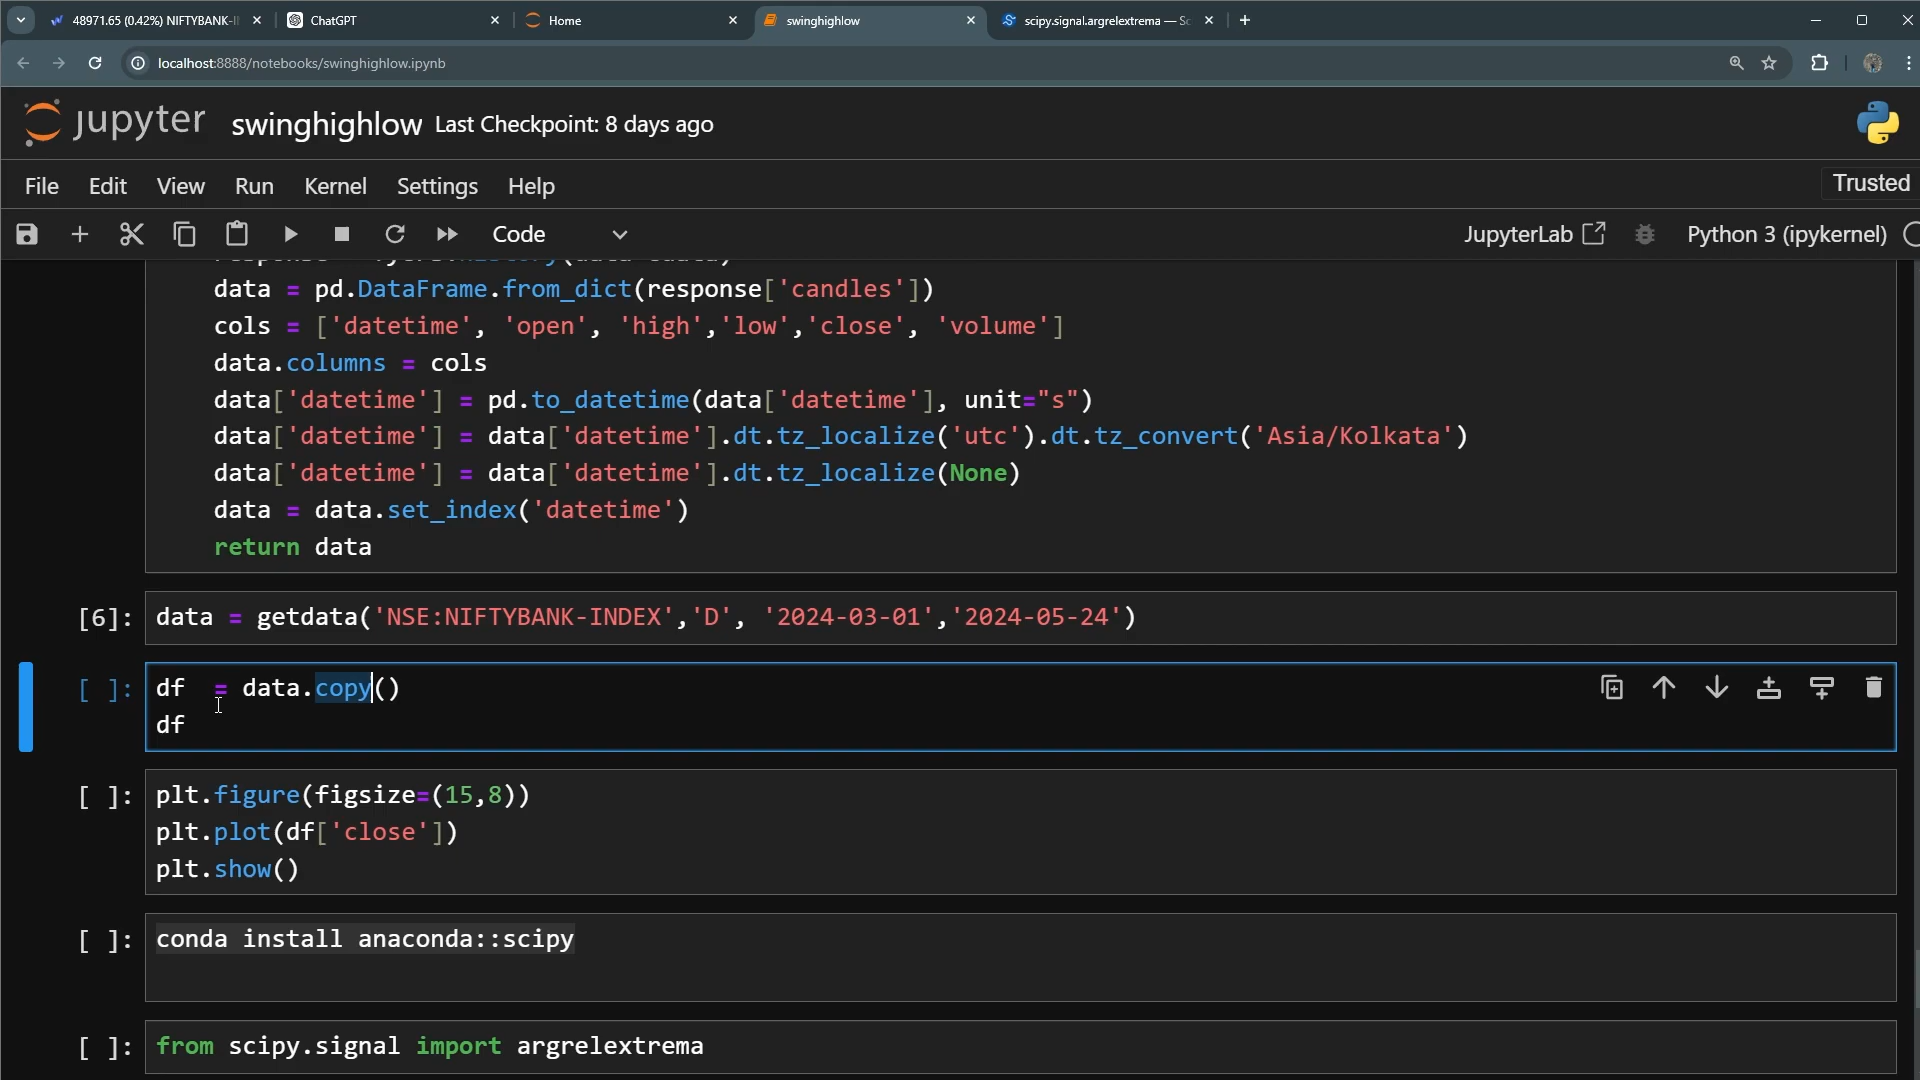 48971.65 (0.42%) NIFTYBANK-I
ChatGPT
Home
swinghighlow
scipy.signal.argrelextrema — Sc
localhost:8888/notebooks/swinghighlow.ipynb
jupyter swinghighlow Last Checkpoint: 8 days ago
File Edit View Run Kernel Settings Help Trusted
Code JupyterLab Python 3 (ipykernel)
data = pd.DataFrame.from_dict(response['candles'])
cols = ['datetime', 'open', 'high','low','close', 'volume']
data.columns = cols
data['datetime'] = pd.to_datetime(data['datetime'], unit="s")
data['datetime'] = data['datetime'].dt.tz_localize('utc').dt.tz_convert('Asia/Kolkata')
data['datetime'] = data['datetime'].dt.tz_localize(None)
data = data.set_index('datetime')
return data
[6]: data = getdata('NSE:NIFTYBANK-INDEX','D', '2024-03-01','2024-05-24')
[ ]: df  = data.copy()
df
[ ]: plt.figure(figsize=(15,8))
plt.plot(df['close'])
plt.show()
[ ]: conda install anaconda::scipy
[ ]: from scipy.signal import argrelextrema